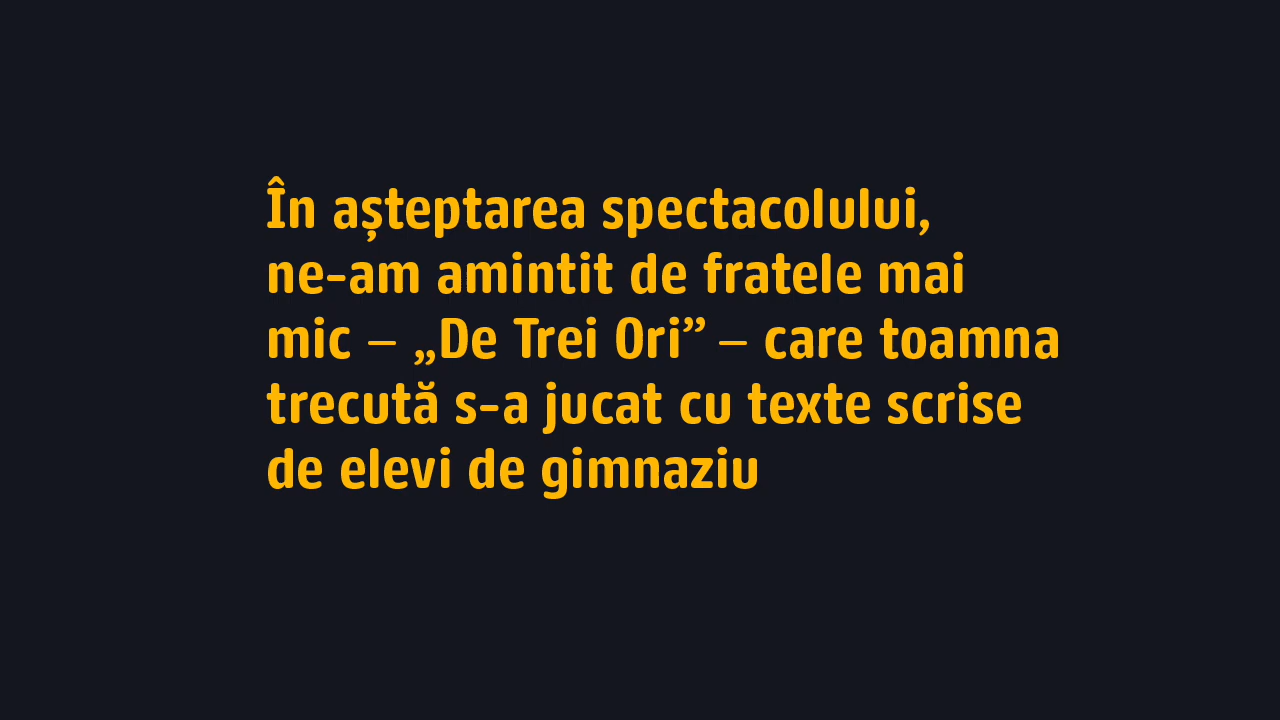 În așteptarea spectacolului,
ne-am amintit de fratele mai
mic – „De Trei Ori” – care toamna
trecută s-a jucat cu texte scrise
de elevi de gimnaziu